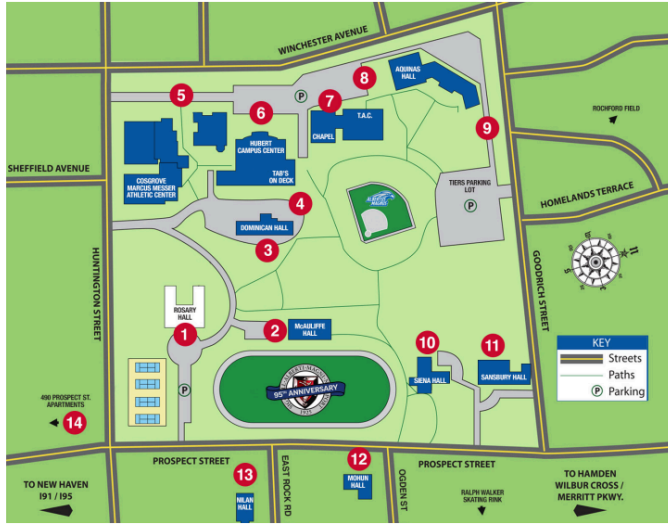 WINCHESTER AVENUE
AQUINAS
HALL
8
5
P
7
6
T.A.C.
CHAPEL
9
ROCHFORD FIELD
HUBERT
CAMPUS CENTER
TAB'S
ON DECK
SHEFFIELD AVENUE
COSGROVE
MARCUS MESSER
ATHLETIC CENTER
TIERS PARKING
LOT
P
HOMELANDS TERRACE
ALBERTUS
MAGNUS
4
DOMINICAN HALL
3
HUNTINGTON STREET
GOODRICH STREET
N
ROSARY
HALL
1
2
McAULIFFE
HALL
10
11
SIENA HALL
SANSBURY HALL
KEY
Streets
Paths
P Parking
95TH ANNIVERSARY
P
490 PROSPECT ST.
APARTMENTS
14
PROSPECT STREET
PROSPECT STREET
13
12
EAST ROCK RD
OGDEN ST
MOHUN
HALL
NILAN
HALL
TO NEW HAVEN
I91 / I95
RALPH WALKER
SKATING RINK
TO HAMDEN
WILBUR CROSS /
MERRITT PKWY.